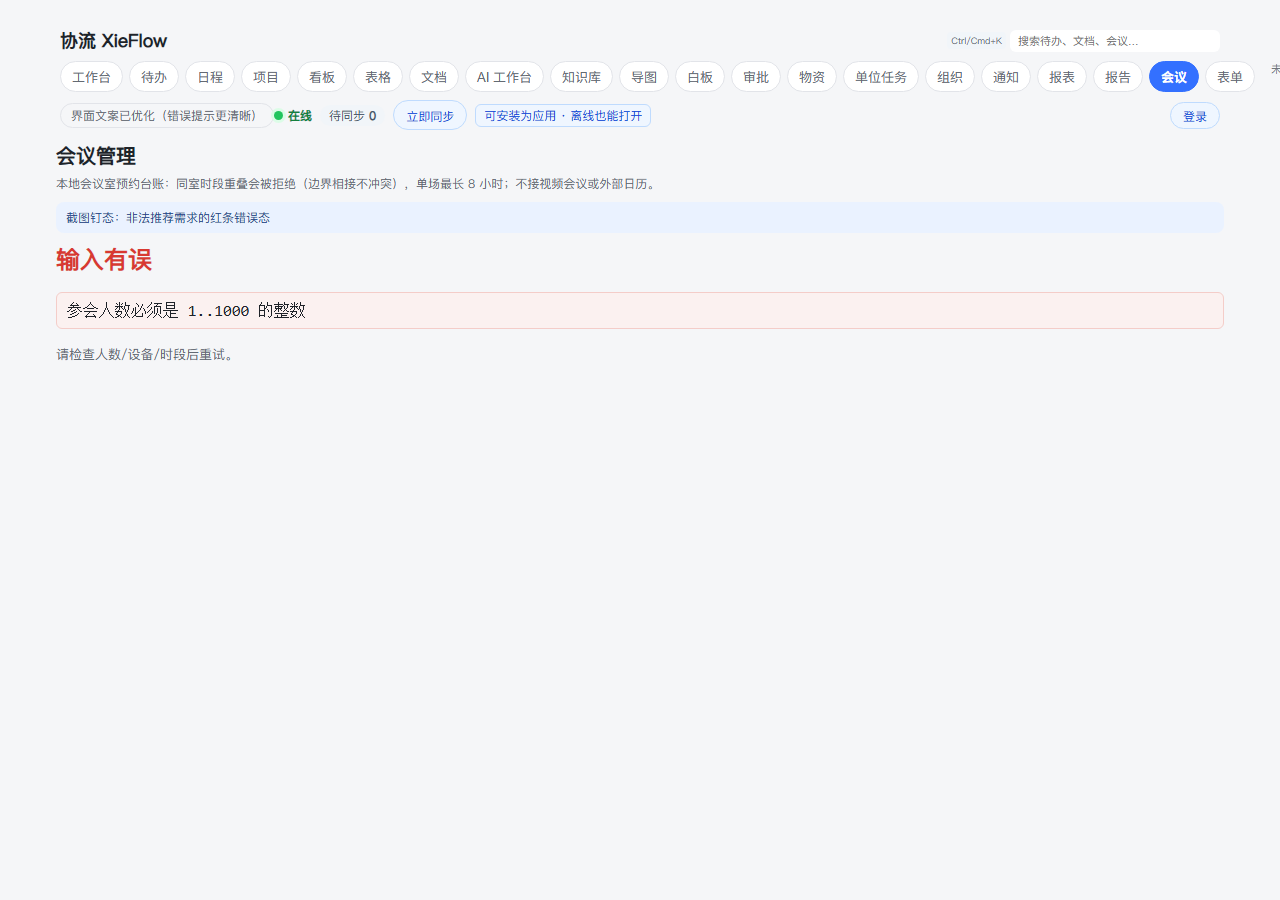 协流 XieFlow
Ctrl/Cmd+K 搜索待办、文档、会议…
工作台 待办 日程 项目 看板 表格 文档 AI 工作台 知识库 导图 白板 审批 物资 单位任务 组织 通知 报表 报告 会议 表单 未
界面文案已优化（错误提示更清晰） 在线 待同步 0 立即同步 可安装为应用 · 离线也能打开 登录
会议管理
本地会议室预约台账：同室时段重叠会被拒绝（边界相接不冲突），单场最长 8 小时；不接视频会议或外部日历。
截图钉态：非法推荐需求的红条错误态
输入有误
参会人数必须是 1..1000 的整数
请检查人数/设备/时段后重试。